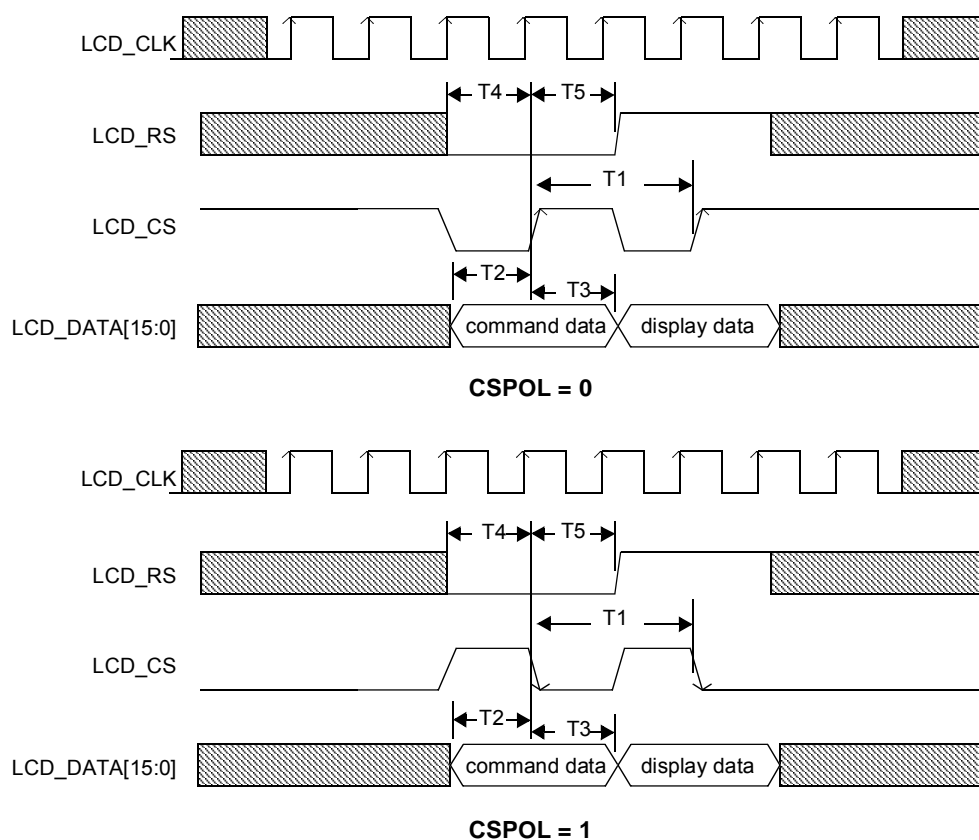 LCD_CLK
T4 T5
LCD_RS
T1
LCD_CS
T2
T3
LCD_DATA[15:0] command data display data
CSPOL = 0
LCD_CLK
T4 T5
LCD_RS
T1
LCD_CS
T2
T3
LCD_DATA[15:0] command data display data
CSPOL = 1